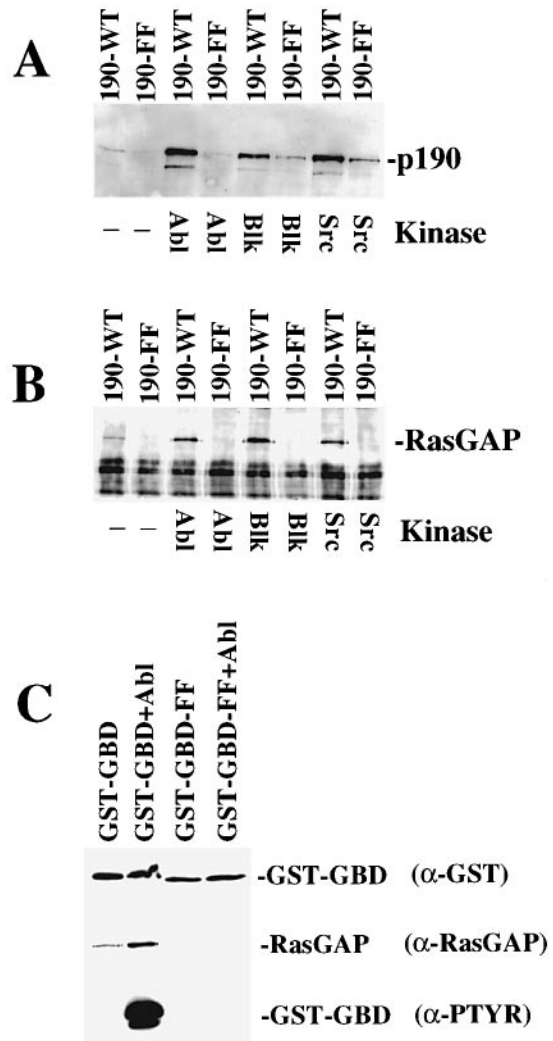 A
190-WT 190-FF 190-WT 190-FF 190-WT 190-FF 190-WT 190-FF
-p190
– – Abl Abl Blk Blk Src Src Kinase
B
190-WT 190-FF 190-WT 190-FF 190-WT 190-FF 190-WT 190-FF
-RasGAP
– – Abl Abl Blk Blk Src Src Kinase
C
GST-GBD GST-GBD+Abl GST-GBD-FF GST-GBD-FF+Abl
-GST-GBD (α-GST)
-RasGAP (α-RasGAP)
-GST-GBD (α-PTYR)